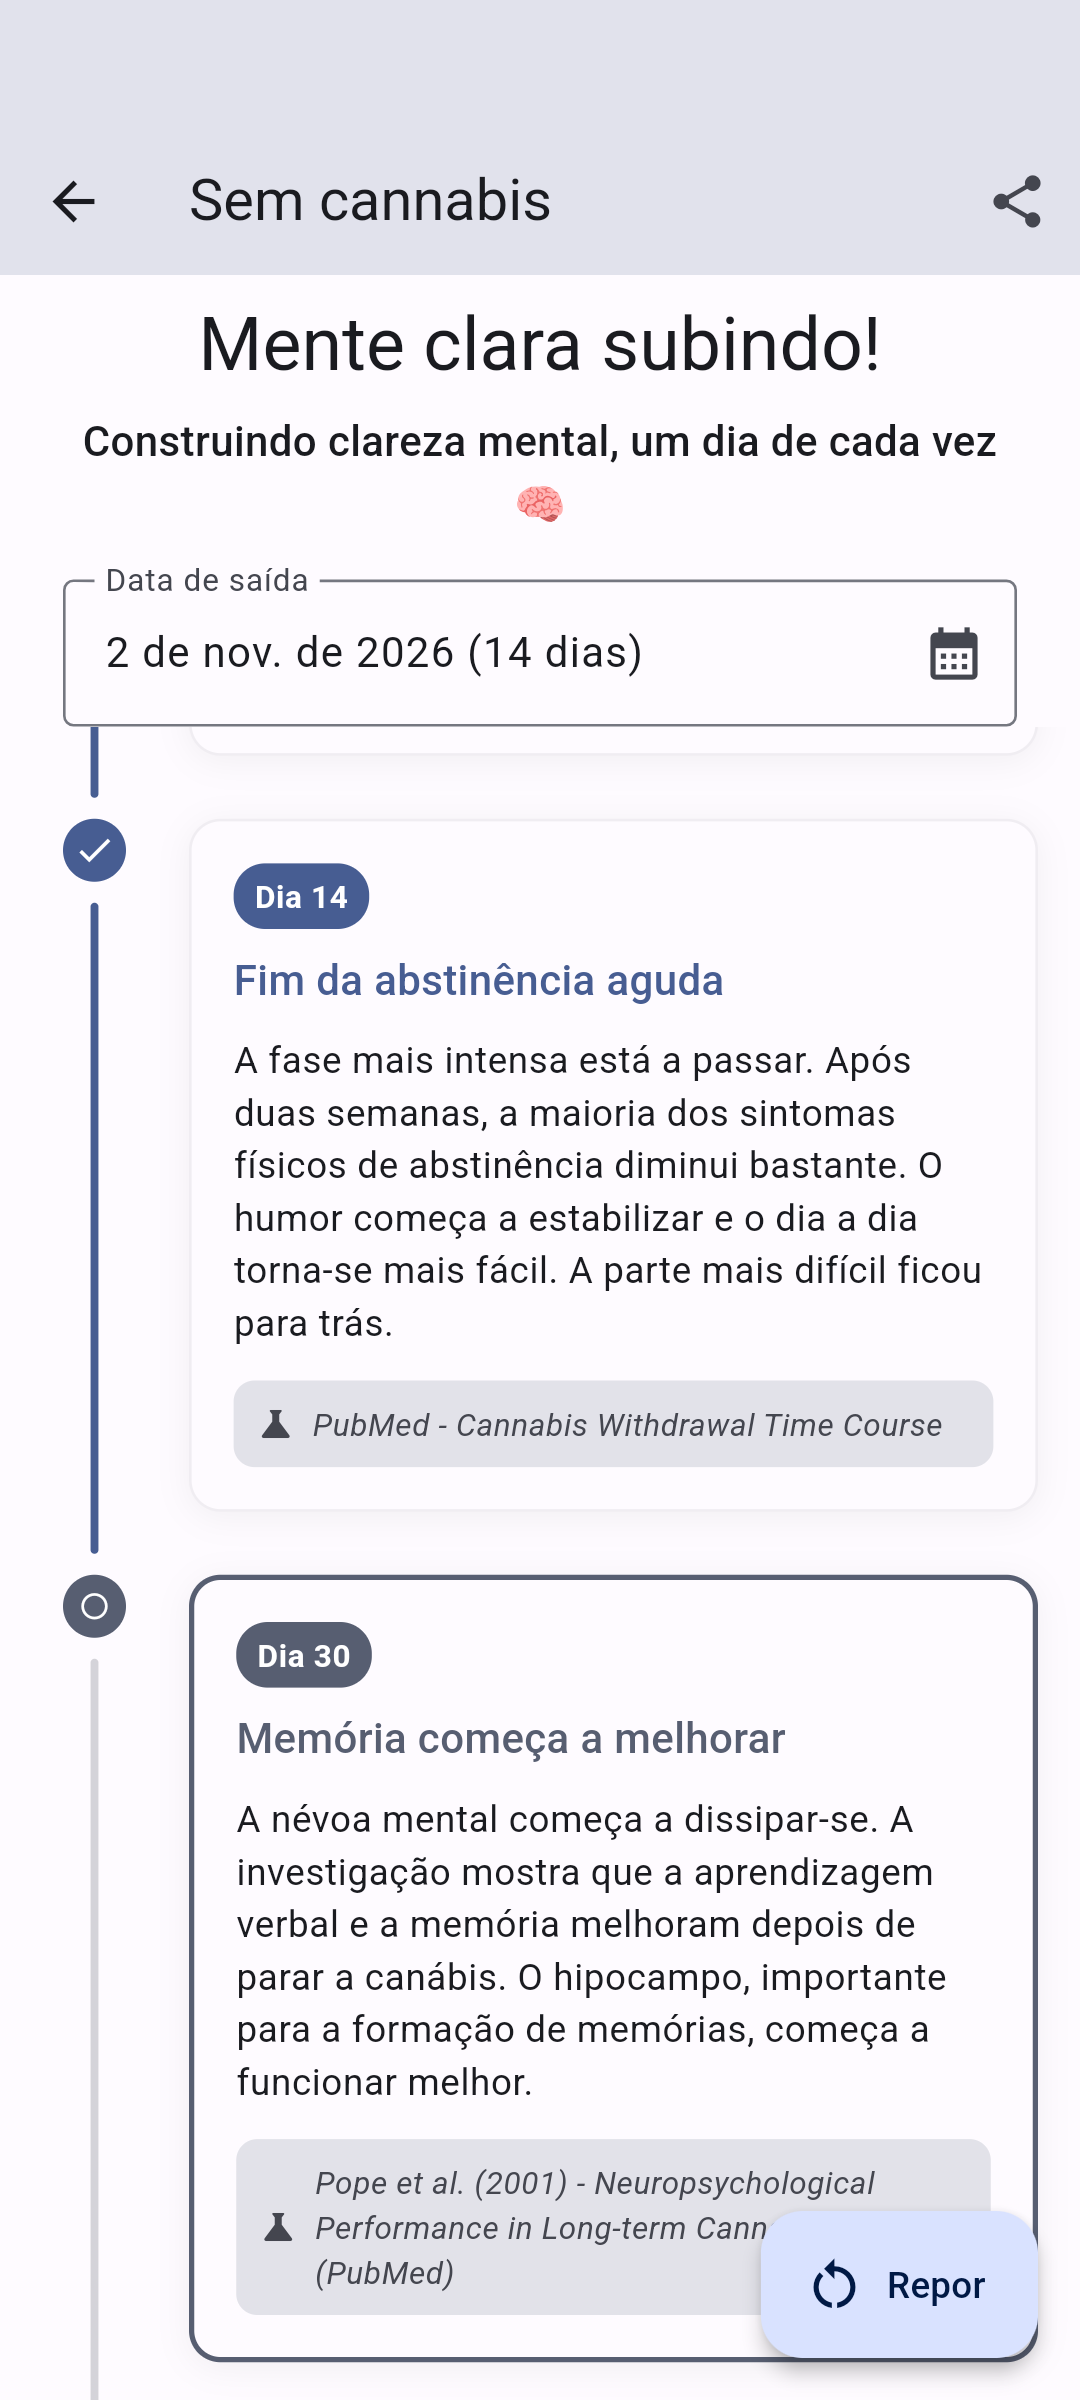 Sem cannabis
Mente clara subindo!
Construindo clareza mental, um dia de cada vez
🧠
Data de saída
2 de nov. de 2026 (14 dias)
Dia 14
Fim da abstinência aguda
A fase mais intensa está a passar. Após
duas semanas, a maioria dos sintomas
físicos de abstinência diminui bastante. O
humor começa a estabilizar e o dia a dia
torna-se mais fácil. A parte mais difícil ficou
para trás.
PubMed - Cannabis Withdrawal Time Course
Dia 30
Memória começa a melhorar
A névoa mental começa a dissipar-se. A
investigação mostra que a aprendizagem
verbal e a memória melhoram depois de
parar a canábis. O hipocampo, importante
para a formação de memórias, começa a
funcionar melhor.
Pope et al. (2001) - Neuropsychological
Performance in Long-term
(PubMed)
Repor